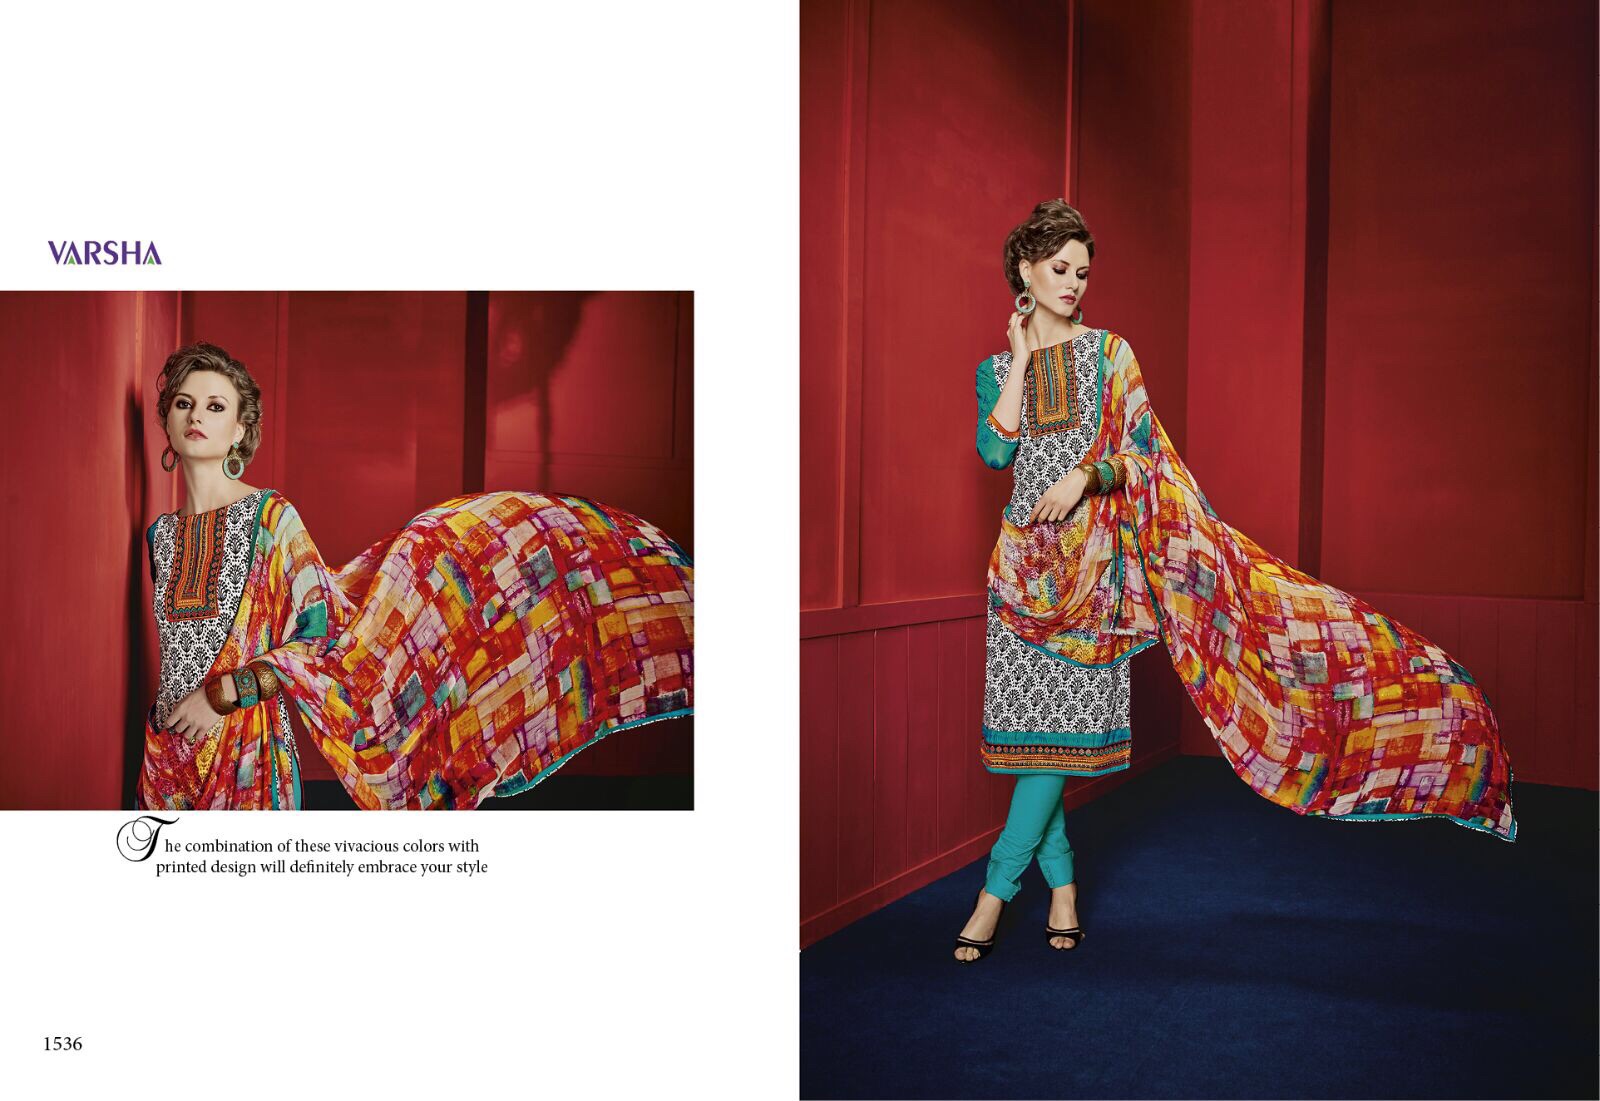 VARSHA
The combination of these vivacious colors with
printed design will definitely embrace your style
1536